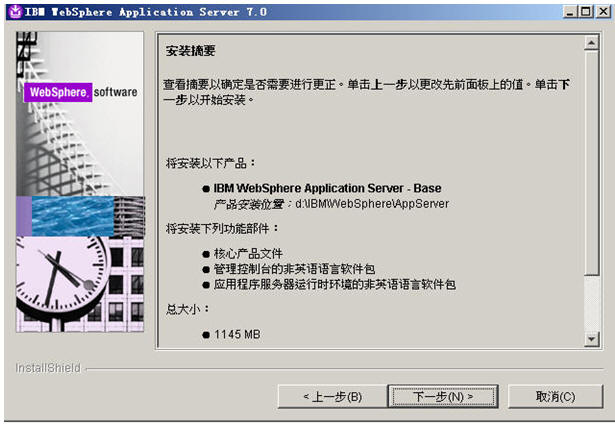 IBM WebSphere Application Server 7.0
WebSphere. software
安装摘要
查看摘要以确定是否需要进行更正。单击上一步以更改先前面板上的值。单击下
一步以开始安装。
将安装以下产品：
● IBM WebSphere Application Server - Base
产品安装位置：d:\IBM\WebSphere\AppServer
将安装下列功能部件：
● 核心产品文件
● 管理控制台的非英语语言软件包
● 应用程序服务器运行时环境的非英语语言软件包
总大小：
● 1145 MB
InstallShield
< 上一步(B) 下一步(N) > 取消(C)